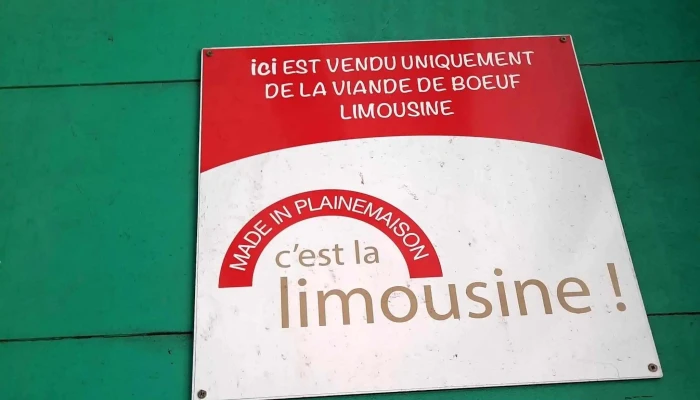 ici EST VENDU UNIQUEMENT
DE LA VIANDE DE BOEUF
LIMOUSINE
MADE IN PLAINEMAISON
c'est la
limousine !